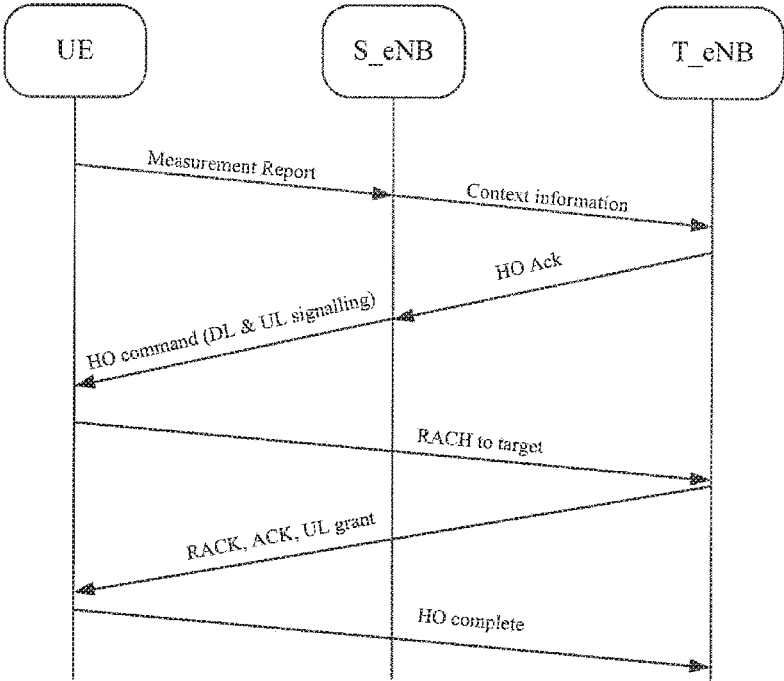 UE
S_eNB
T_eNB
Measurement Report
Context information
HO Ack
HO command (DL & UL signalling)
RACH to target
RACK, ACK, UL grant
HO complete